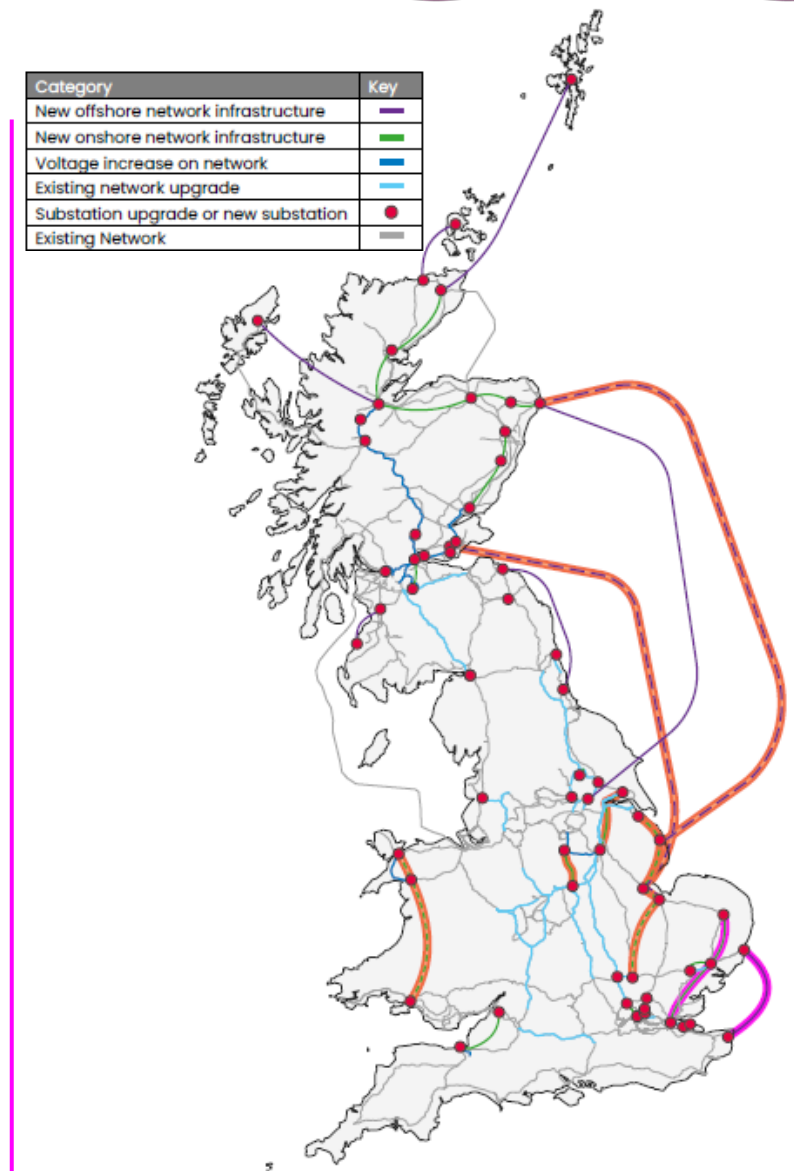 Category Key
New offshore network infrastructure
New onshore network infrastructure
Voltage increase on network
Existing network upgrade
Substation upgrade or new substation
Existing Network